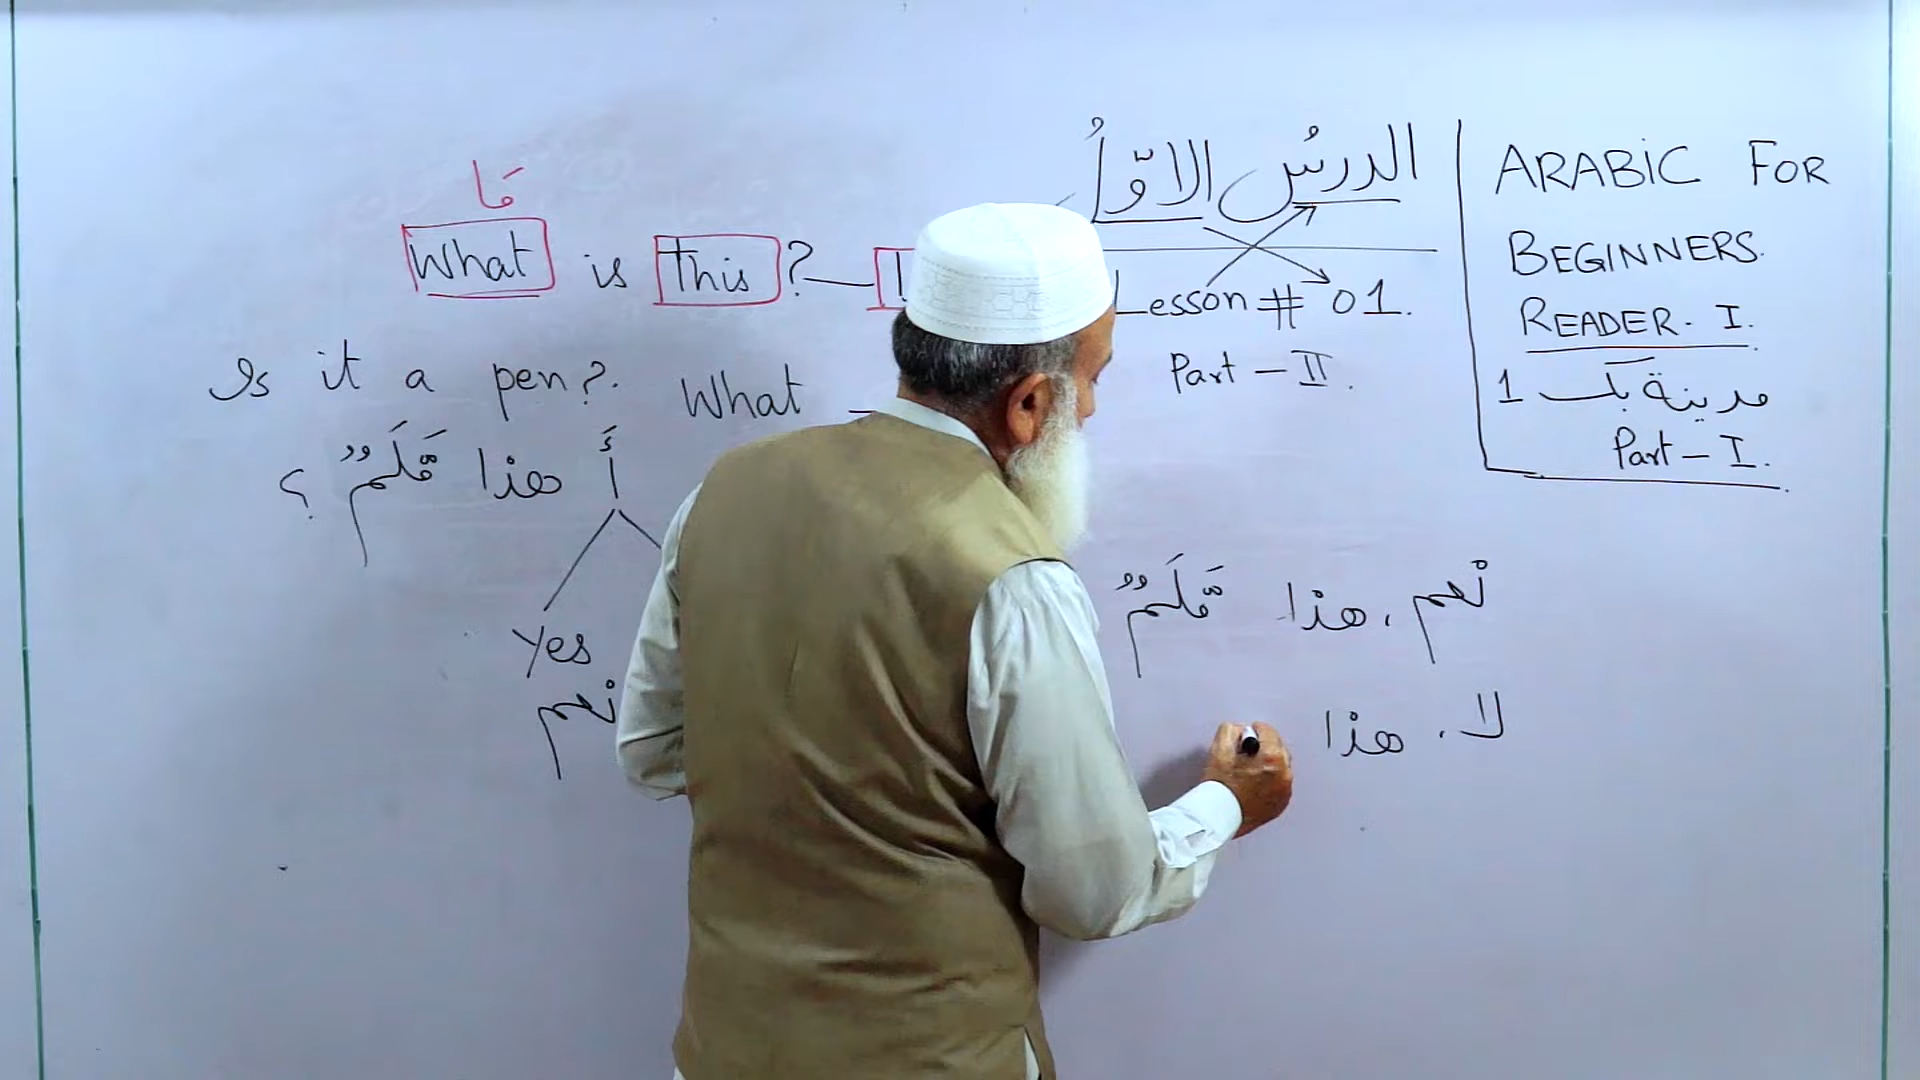 ARABIC FOR
BEGINNERS.
READER - I.
مدينة بک 1
Part - I.
الدرسُ الاوّلُ
Lesson # 01.
Part - II.
مَا
What is This ?
Is it a pen ?. What
أَ هذا قَلَمٌ ؟
Yes
نعم
نعم ، هذا قَلَمٌ
لا ، هذا